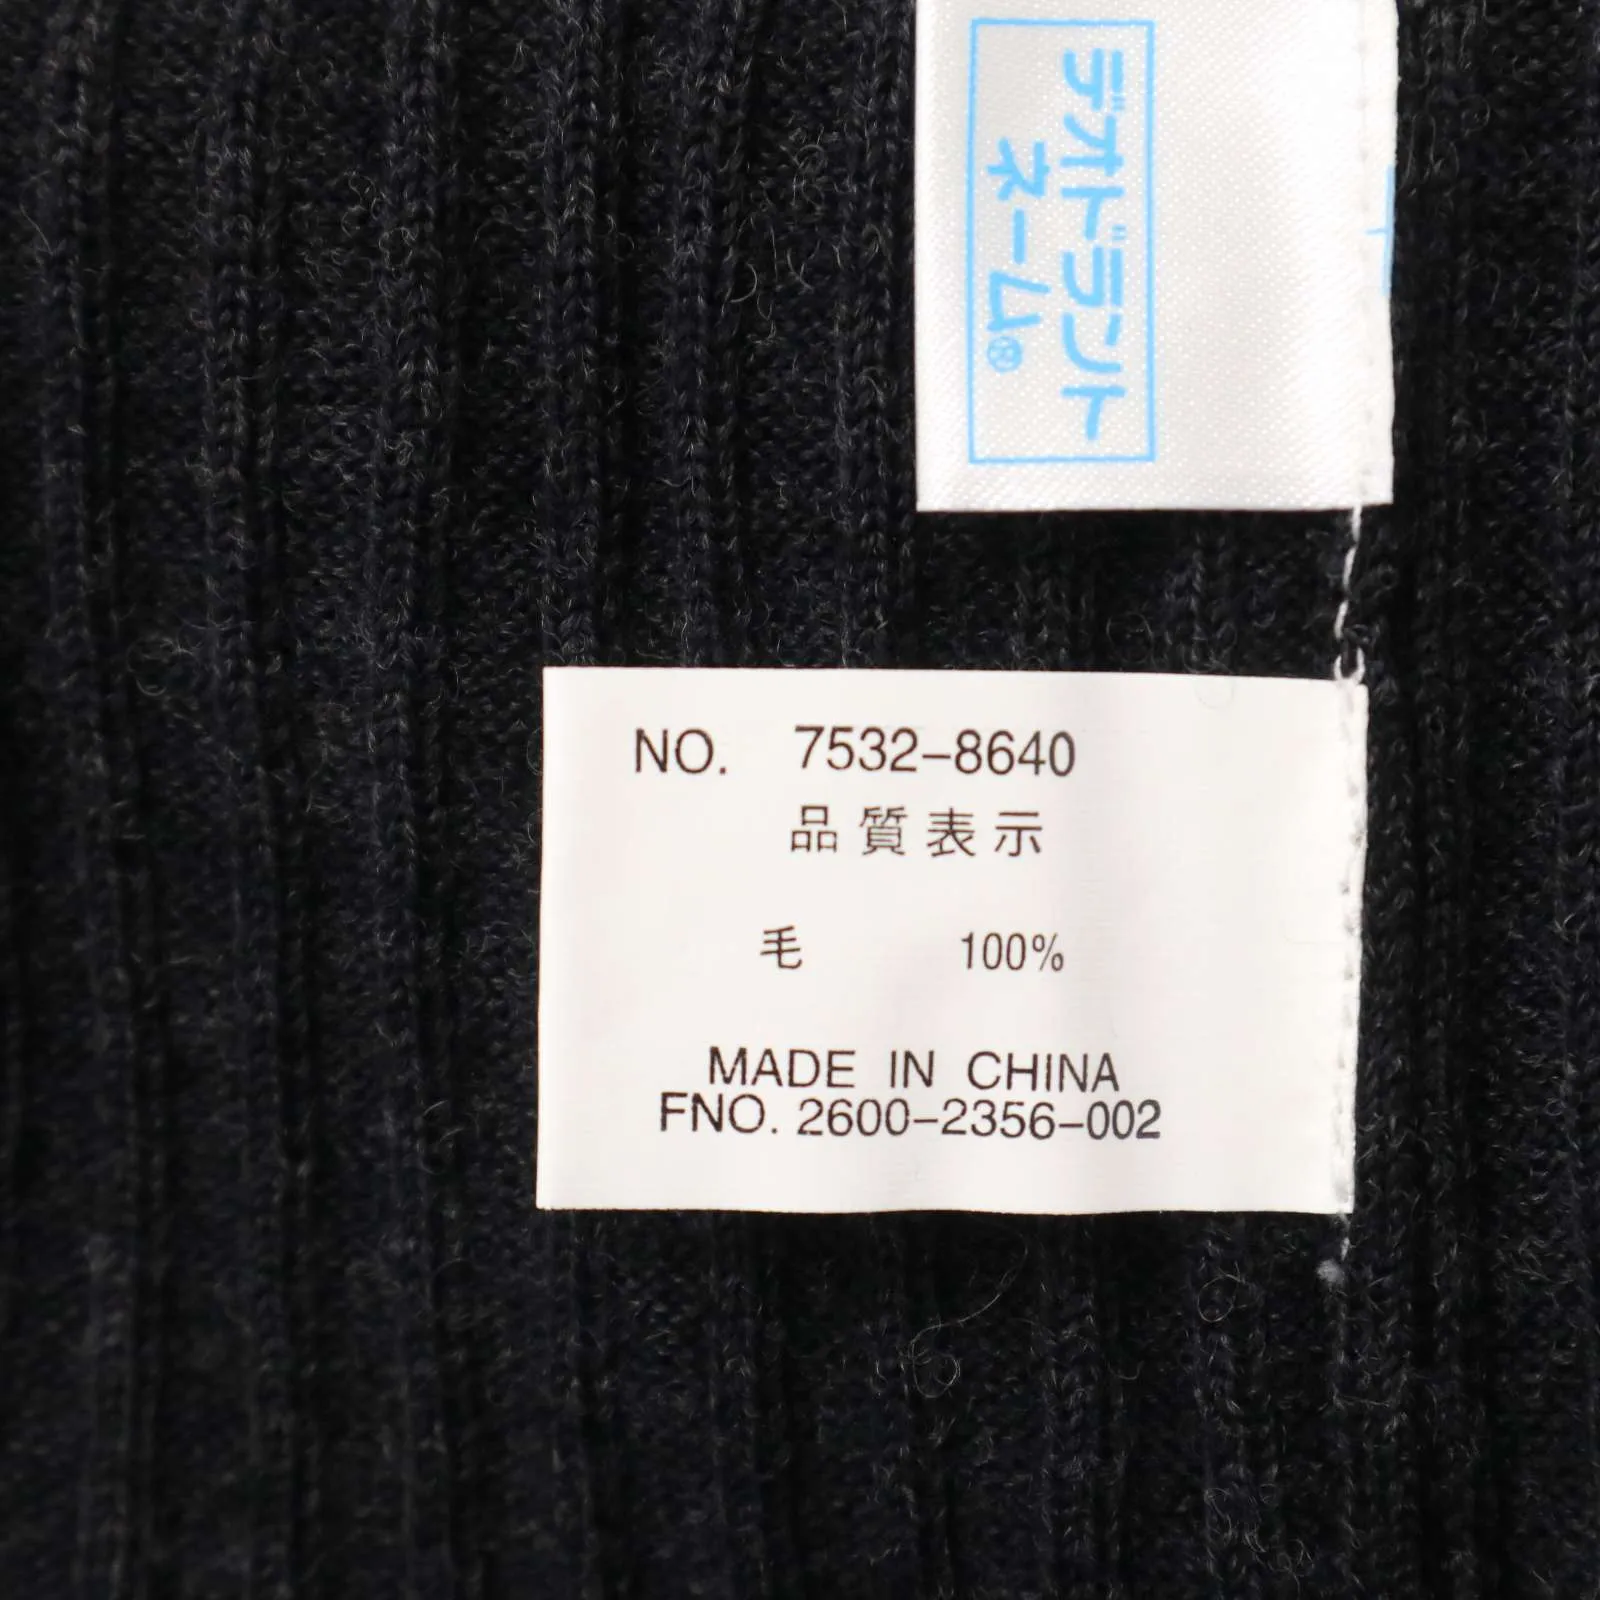 デオドラント
ネーム®
NO. 7532-8640
品質表示
毛 100%
MADE IN CHINA
FNO. 2600-2356-002